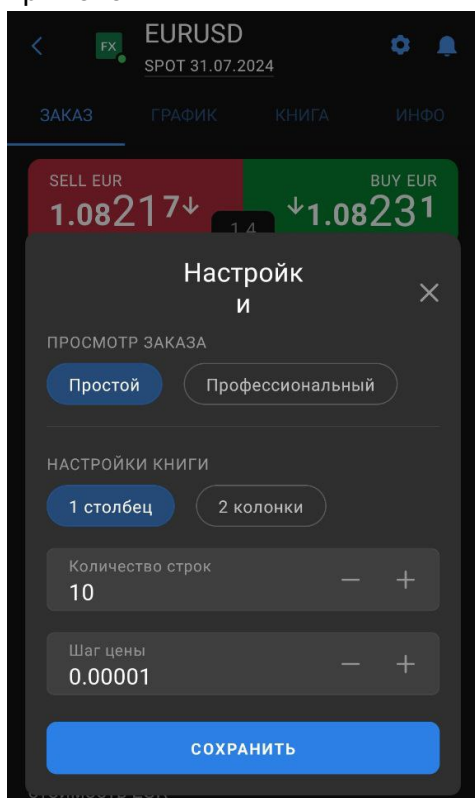 FX EURUSD
SPOT 31.07.2024
ЗАКАЗ ГРАФИК КНИГА ИНФО
SELL EUR BUY EUR
1.08217 1.08231
1.4
Настройк
и
ПРОСМОТР ЗАКАЗА
Простой Профессиональный
НАСТРОЙКИ КНИГИ
1 столбец 2 колонки
Количество строк
10
Шаг цены
0.00001
СОХРАНИТЬ